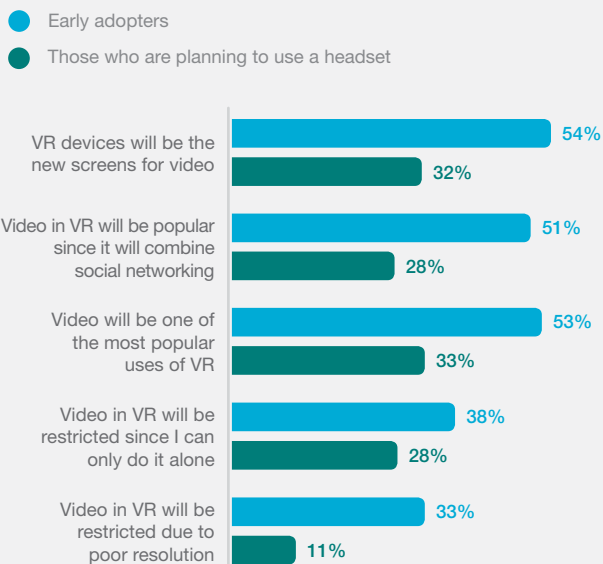 Early adopters
Those who are planning to use a headset
VR devices will be the
new screens for video
54%
32%
Video in VR will be popular
since it will combine
social networking
51%
28%
Video will be one of
the most popular
uses of VR
53%
33%
Video in VR will be
restricted since I can
only do it alone
38%
28%
Video in VR will be
restricted due to
poor resolution
33%
11%